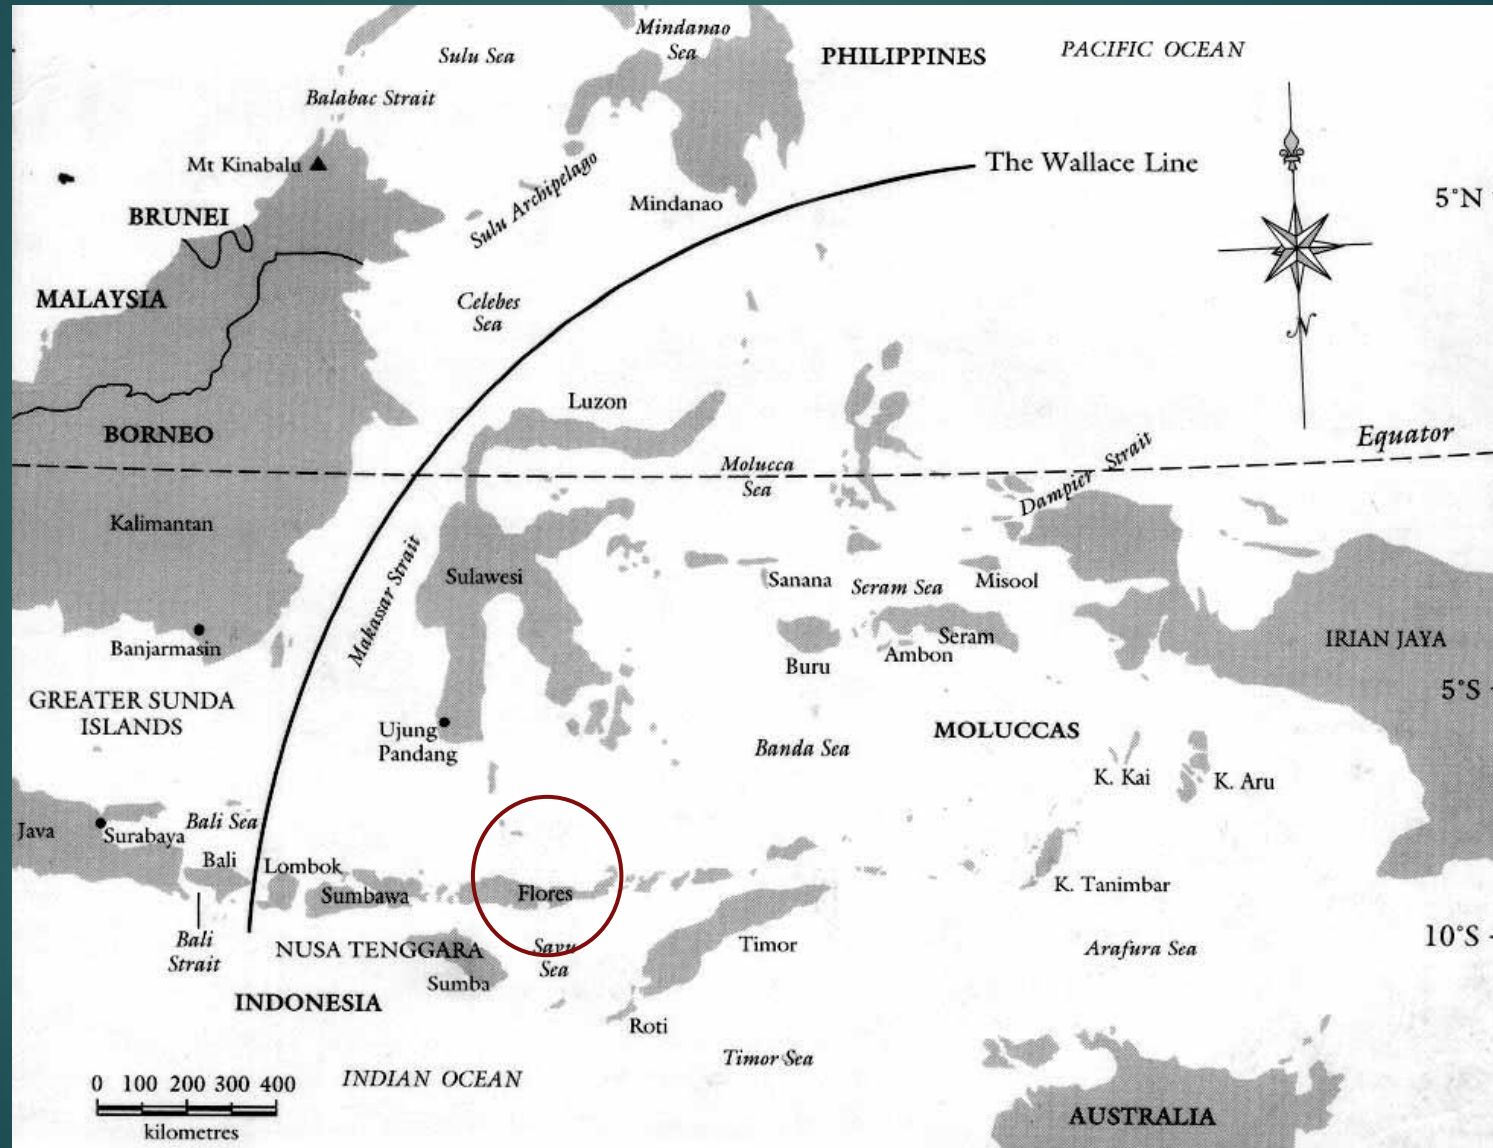 Mindanao
Sea
PHILIPPINES
PACIFIC OCEAN
Sulu Sea
Balabac Strait
Mt Kinabalu
The Wallace Line
Sulu Archipelago
Mindanao
5°N
BRUNEI
MALAYSIA
Celebes
Sea
N
Luzon
BORNEO
Equator
Molucca
Sea
Dampier Strait
Kalimantan
Makassar Strait
Sulawesi
Sanana
Seram Sea
Misool
Banjarmasin
Seram
Ambon
Buru
IRIAN JAYA
5°S
GREATER SUNDA
ISLANDS
Ujung
Pandang
Banda Sea
MOLUCCAS
K. Kai
K. Aru
Java
Surabaya
Bali Sea
Bali
Lombok
Sumbawa
Flores
K. Tanimbar
Bali
Strait
NUSA TENGGARA
Savu
Sea
Timor
Arafura Sea
10°S
Sumba
INDONESIA
Roti
Timor Sea
0 100 200 300 400
kilometres
INDIAN OCEAN
AUSTRALIA